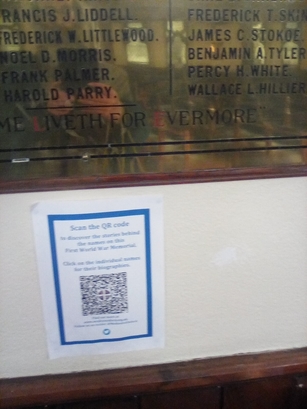 FRANCIS J. LIDDELL.
FREDERICK W. LITTLEWOOD.
NOEL D. MORRIS.
FRANK PALMER.
HAROLD PARRY.
FREDERICK T.
JAMES C. STOKOE
BENJAMIN A. TYLER
PERCY H. WHITE.
WALLACE L. HILLIER
LIVETH FOR EVERMORE"
Scan the QR code
to discover the stories behind
the names on this
First World War Memorial.
Click on the individual names
for their biographies.